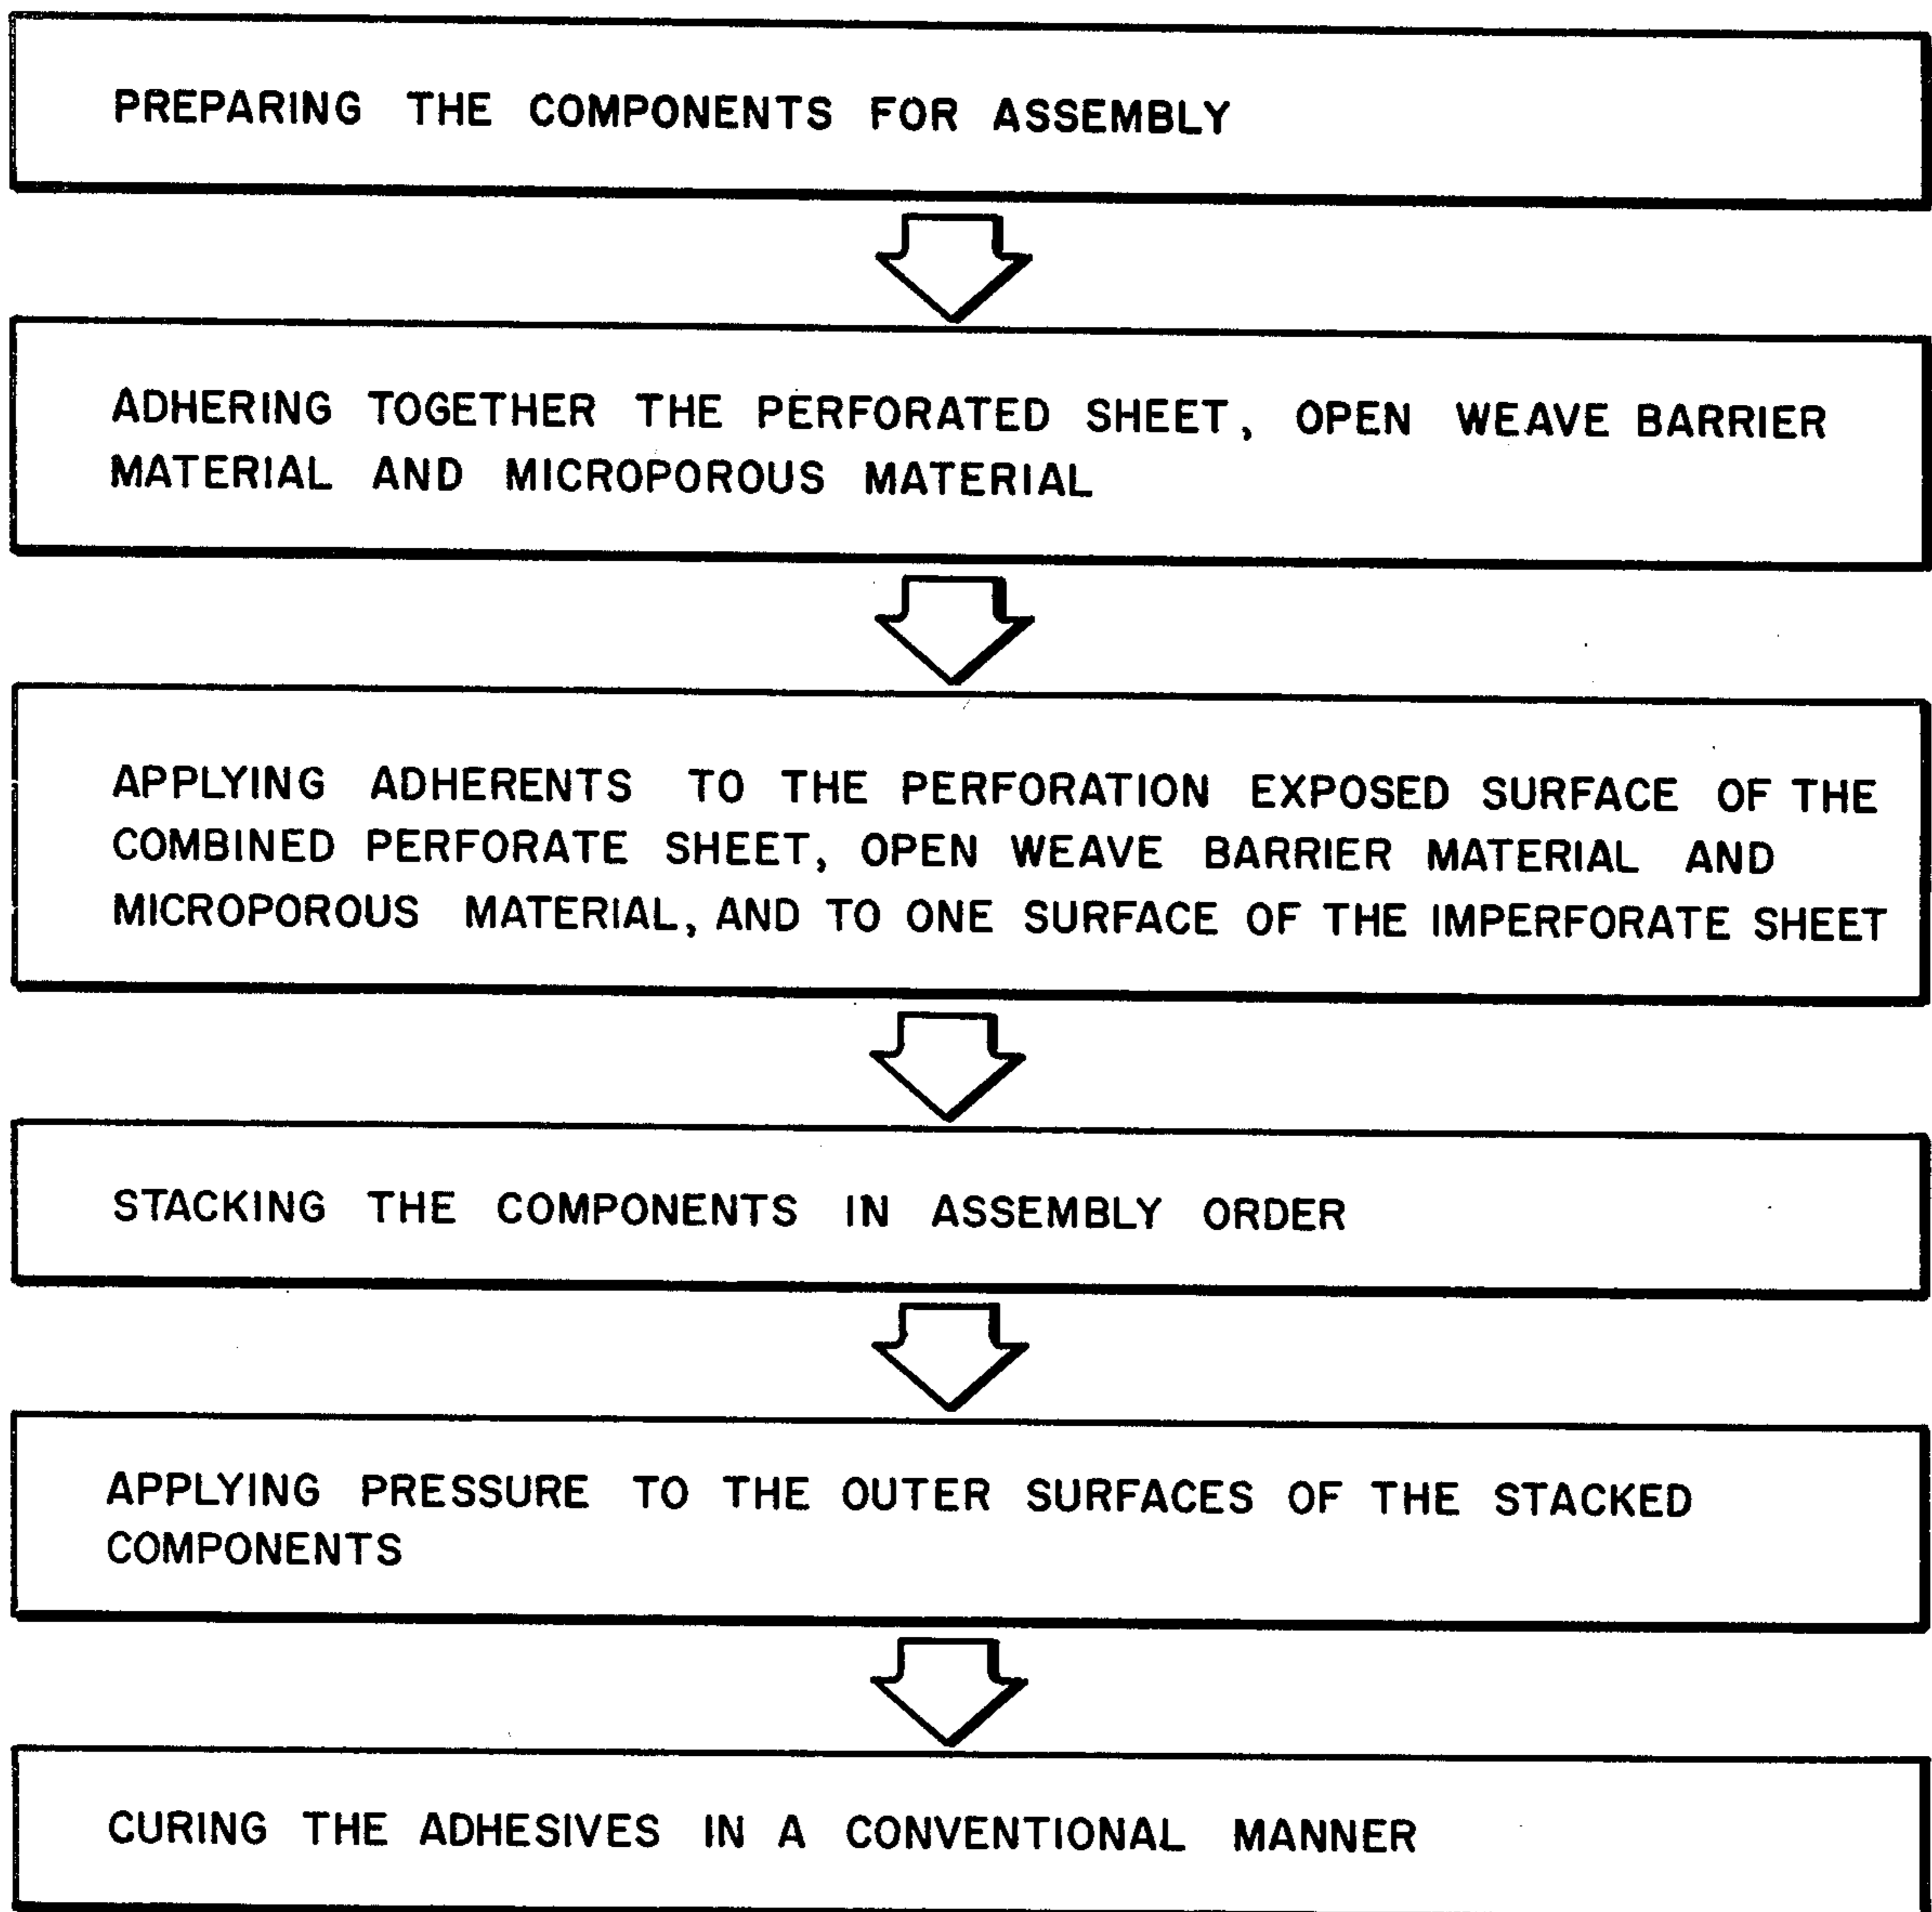 PREPARING THE COMPONENTS FOR ASSEMBLY
ADHERING TOGETHER THE PERFORATED SHEET, OPEN WEAVE BARRIER
MATERIAL AND MICROPOROUS MATERIAL
APPLYING ADHERENTS TO THE PERFORATION EXPOSED SURFACE OF THE
COMBINED PERFORATE SHEET, OPEN WEAVE BARRIER MATERIAL AND
MICROPOROUS MATERIAL, AND TO ONE SURFACE OF THE IMPERFORATE SHEET
STACKING THE COMPONENTS IN ASSEMBLY ORDER
APPLYING PRESSURE TO THE OUTER SURFACES OF THE STACKED
COMPONENTS
CURING THE ADHESIVES IN A CONVENTIONAL MANNER